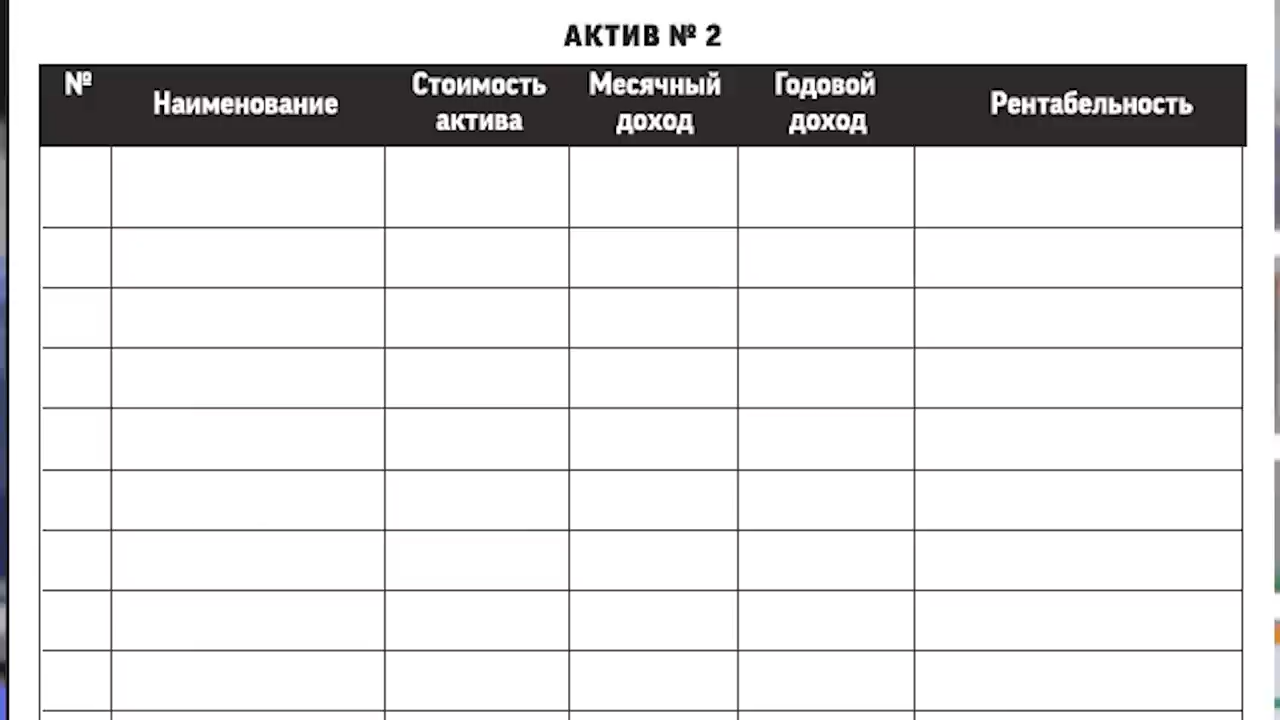 АКТИВ № 2
№
Наименование
Стоимость
актива
Месячный
доход
Годовой
доход
Рентабельность